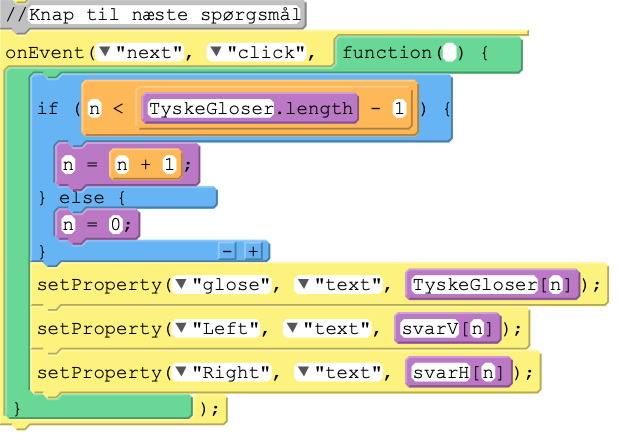 //Knap til næste spørgsmål
onEvent(▼"next", ▼"click", function( ) {
if (n < TyskeGloser.length - 1) {
n = n + 1;
} else {
n = 0;
} - +
setProperty(▼"glose", ▼"text", TyskeGloser[n]);
setProperty(▼"Left", ▼"text", svarV[n]);
setProperty(▼"Right", ▼"text", svarH[n]);
} );